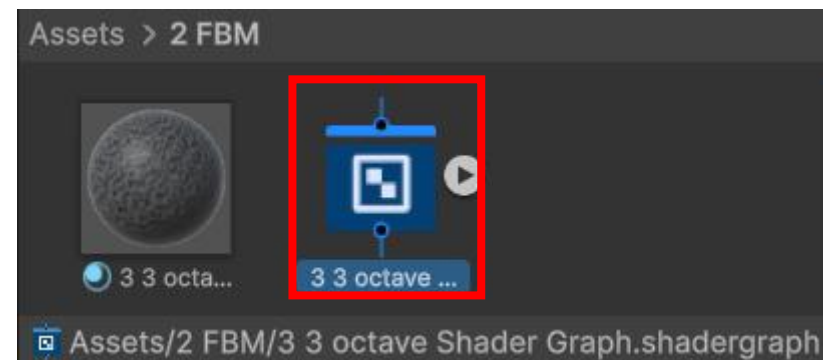 Assets > 2 FBM
3 3 octa...
3 3 octave ...
Assets/2 FBM/3 3 octave Shader Graph.shadergraph